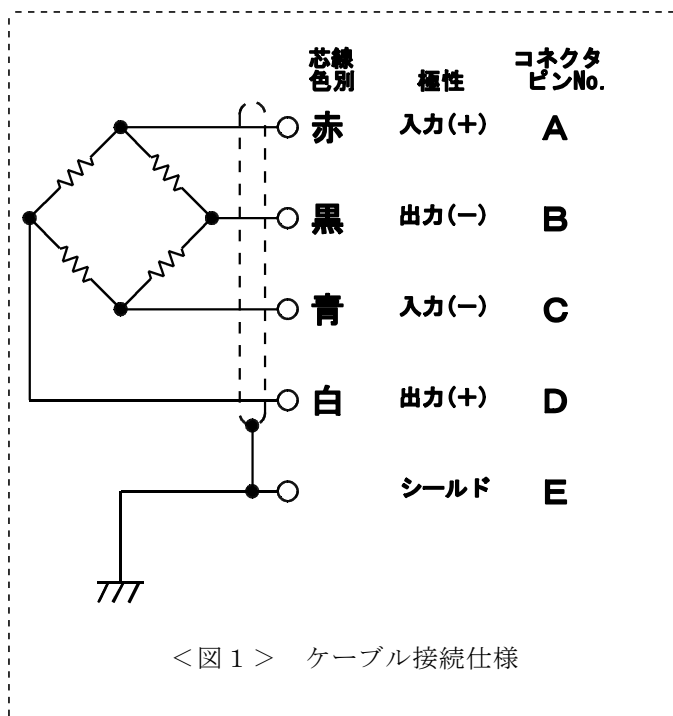 芯線 コネクタ
色別 極性 ピンNo.
赤 入力(+) A
黒 出力(-) B
青 入力(-) C
白 出力(+) D
シールド E
<図1> ケーブル接続仕様